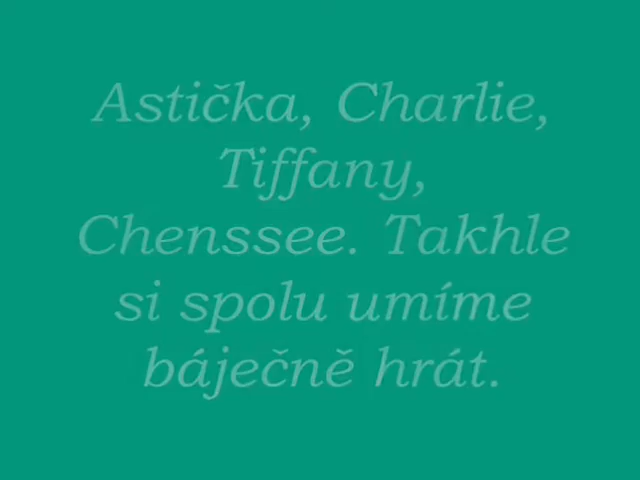 Astička, Charlie,
Tiffany,
Chenssee. Takhle
si spolu umíme
báječně hrát.